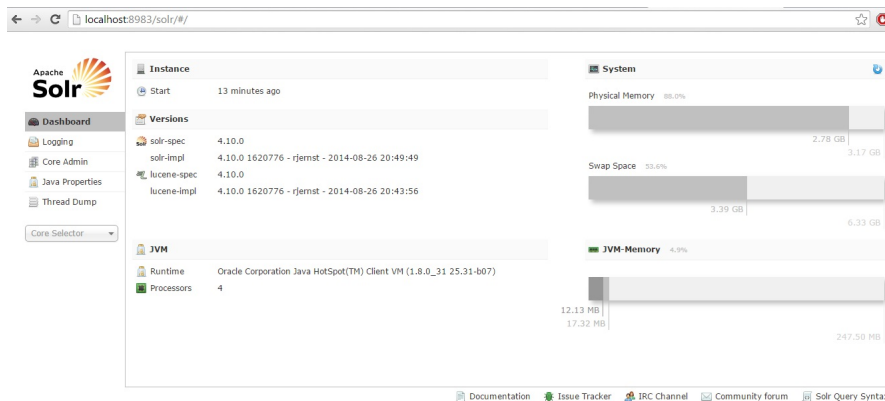 localhost:8983/solr/#/
Apache
Solr
Dashboard
Logging
Core Admin
Java Properties
Thread Dump
Core Selector
Instance
Start 13 minutes ago
Versions
solr-spec 4.10.0
solr-impl 4.10.0 1620776 - rjernst - 2014-08-26 20:49:49
lucene-spec 4.10.0
lucene-impl 4.10.0 1620776 - rjernst - 2014-08-26 20:43:56
JVM
Runtime Oracle Corporation Java HotSpot(TM) Client VM (1.8.0_31 25.31-b07)
Processors 4
System
Physical Memory 88.0%
2.78 GB
3.17 GB
Swap Space 53.6%
3.39 GB
6.33 GB
JVM-Memory 4.9%
12.13 MB
17.32 MB
247.50 MB
Documentation Issue Tracker IRC Channel Community forum Solr Query Syntax